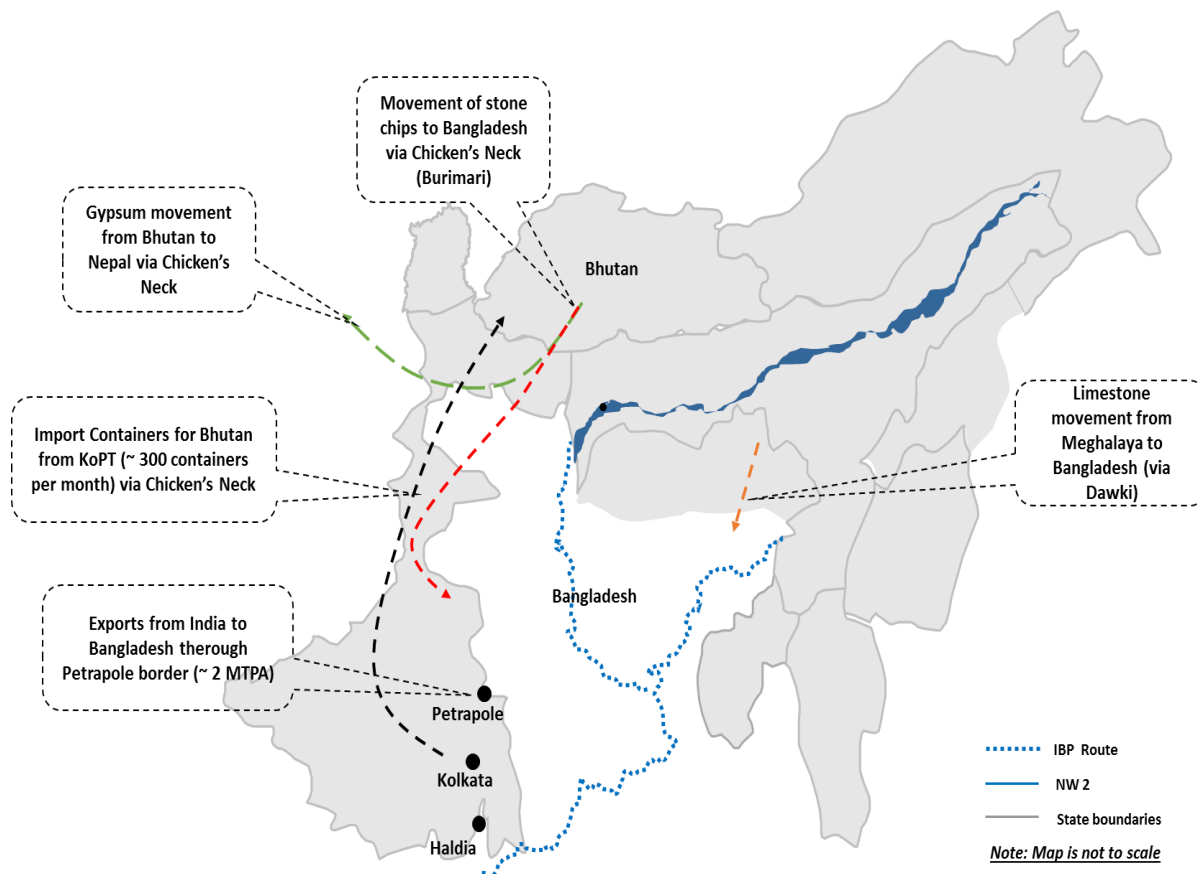 Movement of stone
chips to Bangladesh
via Chicken's Neck
(Burimari)
Gypsum movement
from Bhutan to
Nepal via Chicken's
Neck
Bhutan
Import Containers for Bhutan
from KoPT (~ 300 containers
per month) via Chicken's Neck
Limestone
movement from
Meghalaya to
Bangladesh (via
Dawki)
Exports from India to
Bangladesh therough
Petrapole border (~ 2 MTPA)
Bangladesh
Petrapole
Kolkata
Haldia
IBP Route
NW 2
State boundaries
Note: Map is not to scale